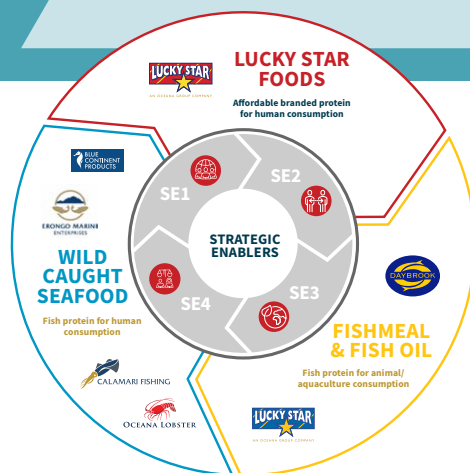 LUCKY STAR
AN OCEANA GROUP COMPANY
LUCKY STAR
FOODS
Affordable branded protein
for human consumption
BLUE
CONTINENT
PRODUCTS
ERONGO MARINE
ENTERPRISES
WILD
CAUGHT
SEAFOOD
Fish protein for human
consumption
CALAMARI FISHING
OCEANA LOBSTER
SE1
SE2
STRATEGIC
ENABLERS
SE4
SE3
DAYBROOK
FISHMEAL
& FISH OIL
Fish protein for animal/
aquaculture consumption
LUCKY STAR
AN OCEANA GROUP COMPANY